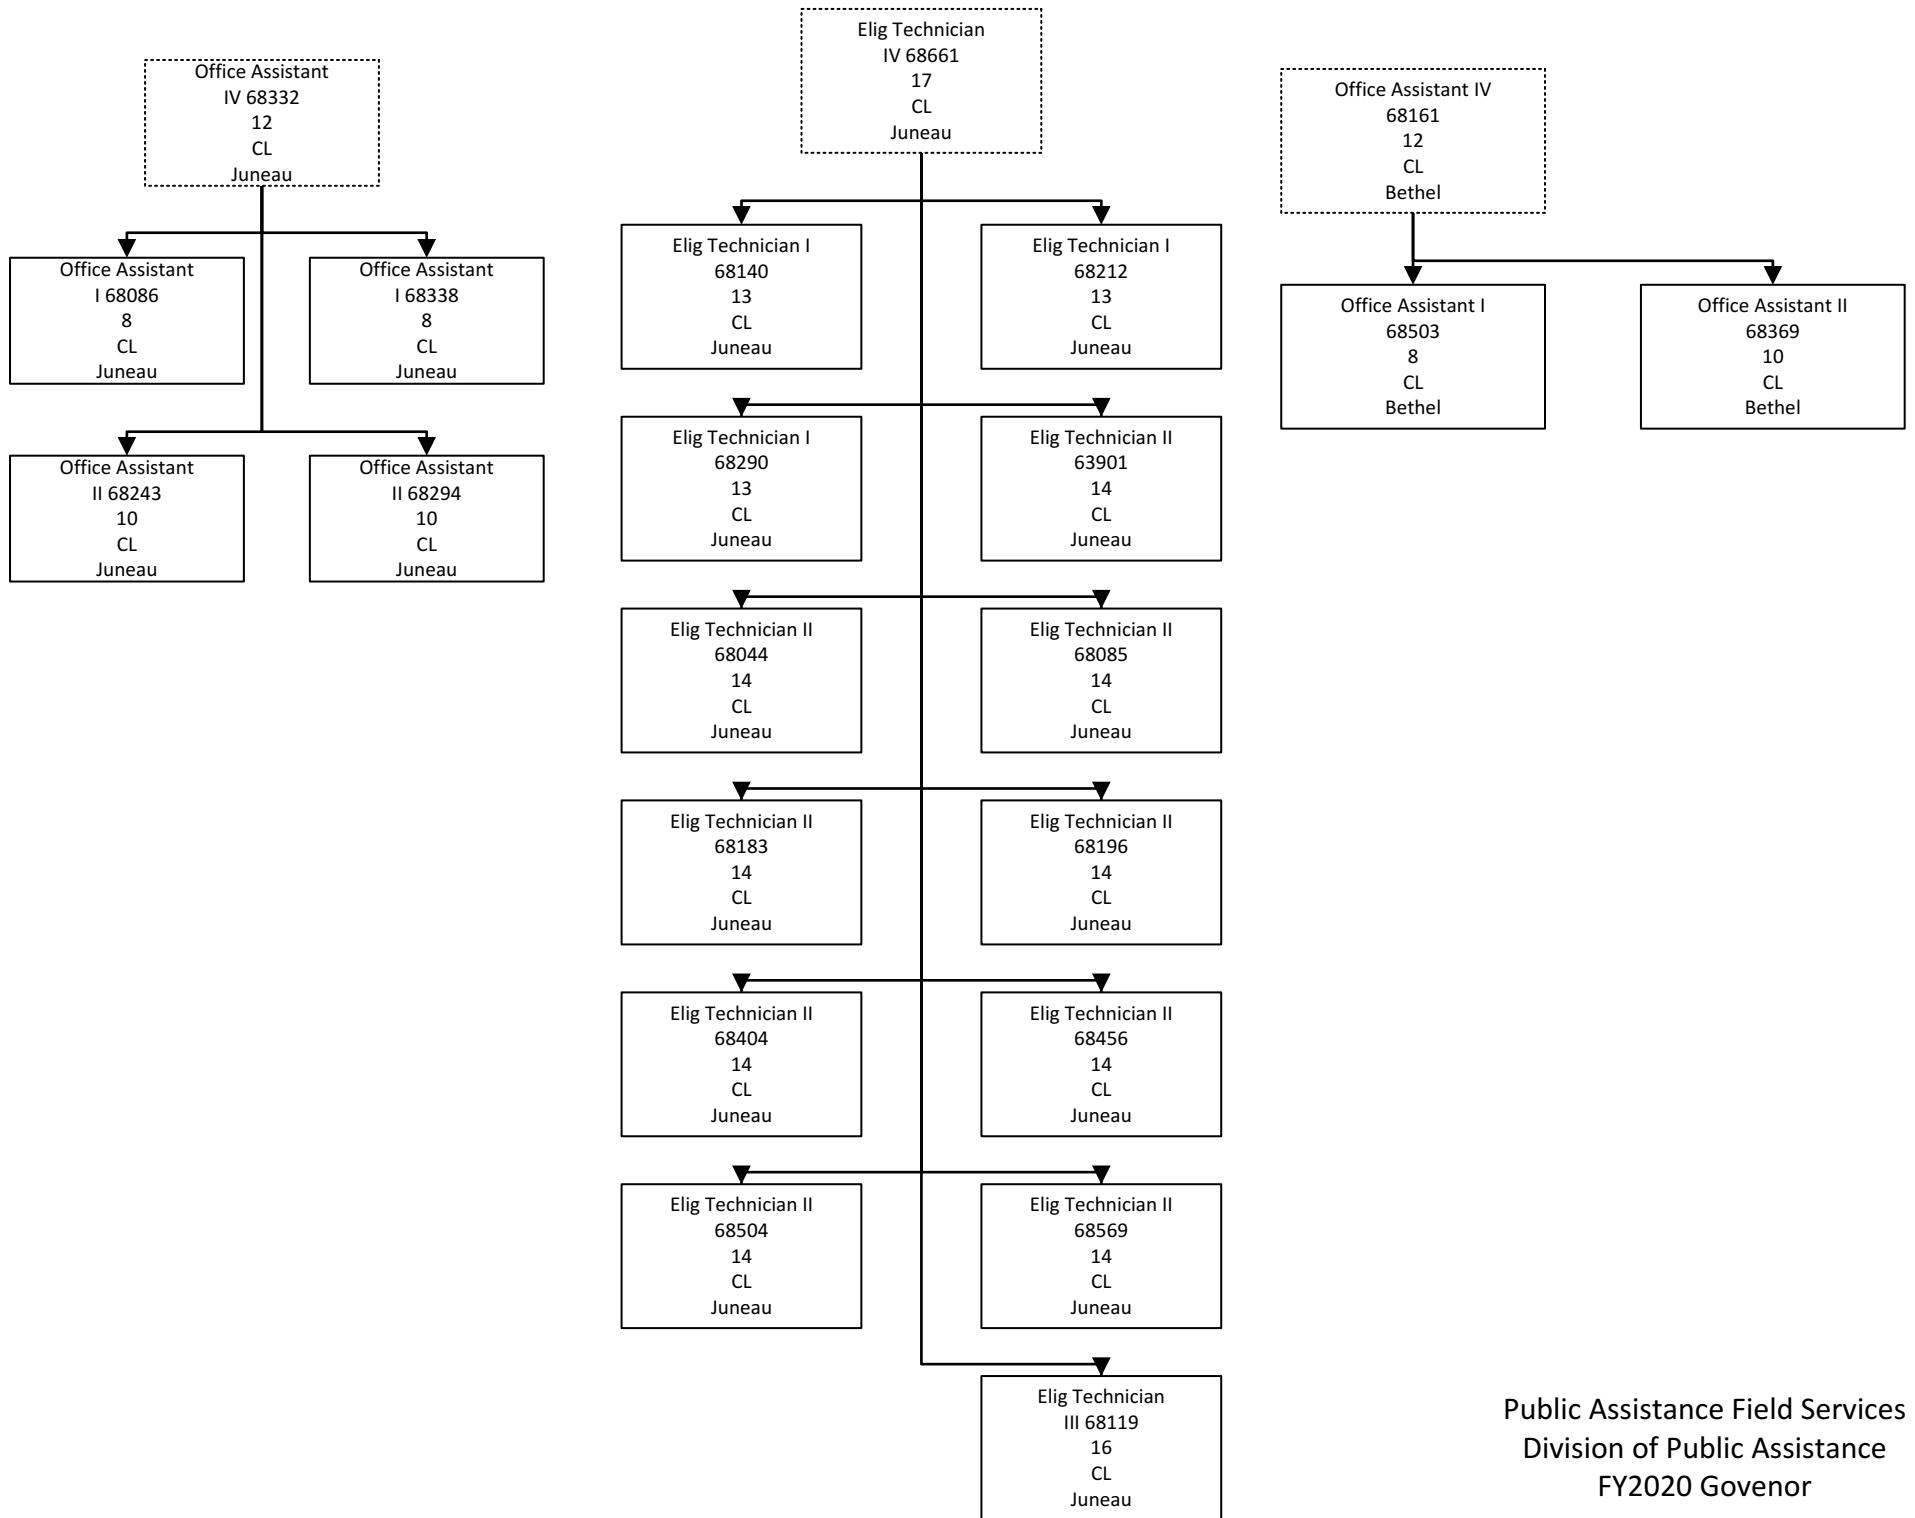 Office Assistant
IV 68332
12
CL
Juneau
Office Assistant
I 68086
8
CL
Juneau
Office Assistant
I 68338
8
CL
Juneau
Office Assistant
II 68243
10
CL
Juneau
Office Assistant
II 68294
10
CL
Juneau
Elig Technician
IV 68661
17
CL
Juneau
Elig Technician I
68140
13
CL
Juneau
Elig Technician I
68212
13
CL
Juneau
Elig Technician I
68290
13
CL
Juneau
Elig Technician II
63901
14
CL
Juneau
Elig Technician II
68044
14
CL
Juneau
Elig Technician II
68085
14
CL
Juneau
Elig Technician II
68183
14
CL
Juneau
Elig Technician II
68196
14
CL
Juneau
Elig Technician II
68404
14
CL
Juneau
Elig Technician II
68456
14
CL
Juneau
Elig Technician II
68504
14
CL
Juneau
Elig Technician II
68569
14
CL
Juneau
Elig Technician
III 68119
16
CL
Juneau
Office Assistant IV
68161
12
CL
Bethel
Office Assistant I
68503
8
CL
Bethel
Office Assistant II
68369
10
CL
Bethel
Public Assistance Field Services
Division of Public Assistance
FY2020 Govenor